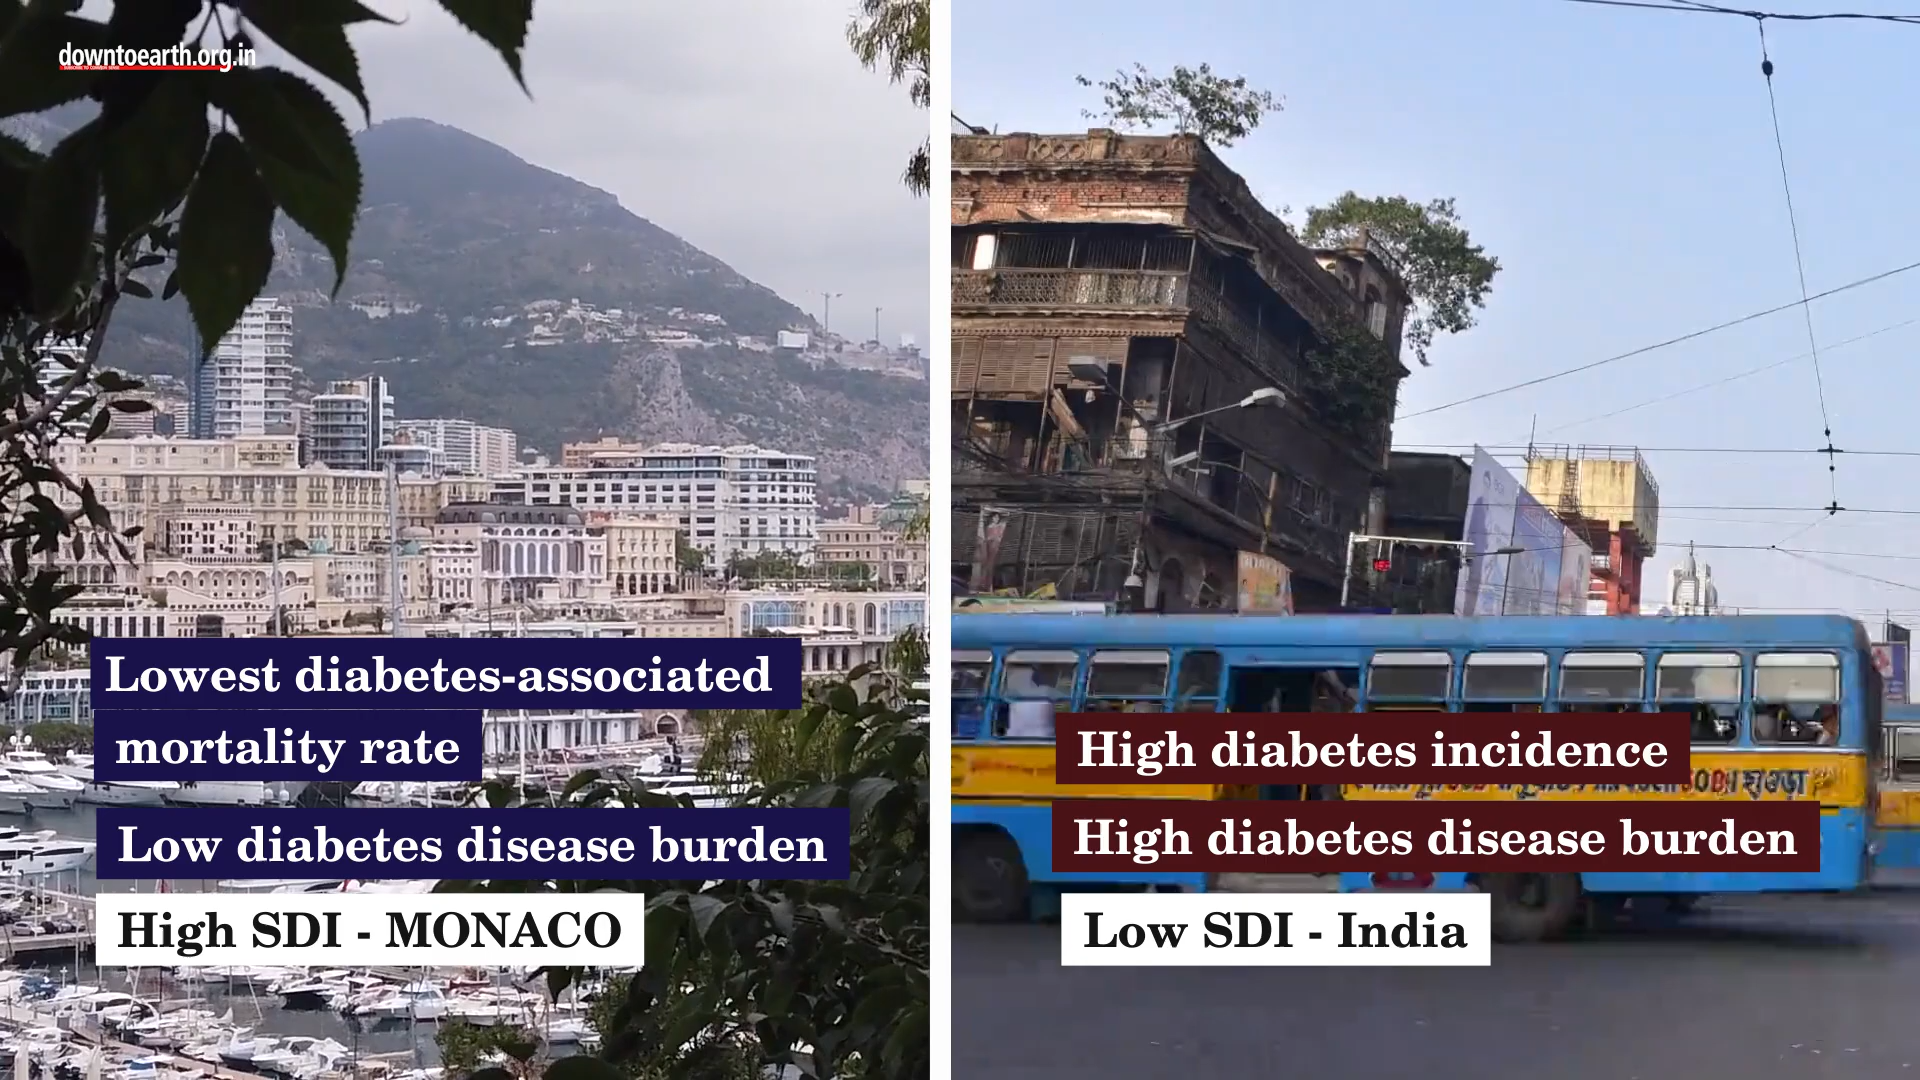 downtoearth.org.in
Lowest diabetes-associated
mortality rate
Low diabetes disease burden
High SDI - MONACO
High diabetes incidence
High diabetes disease burden
Low SDI - India